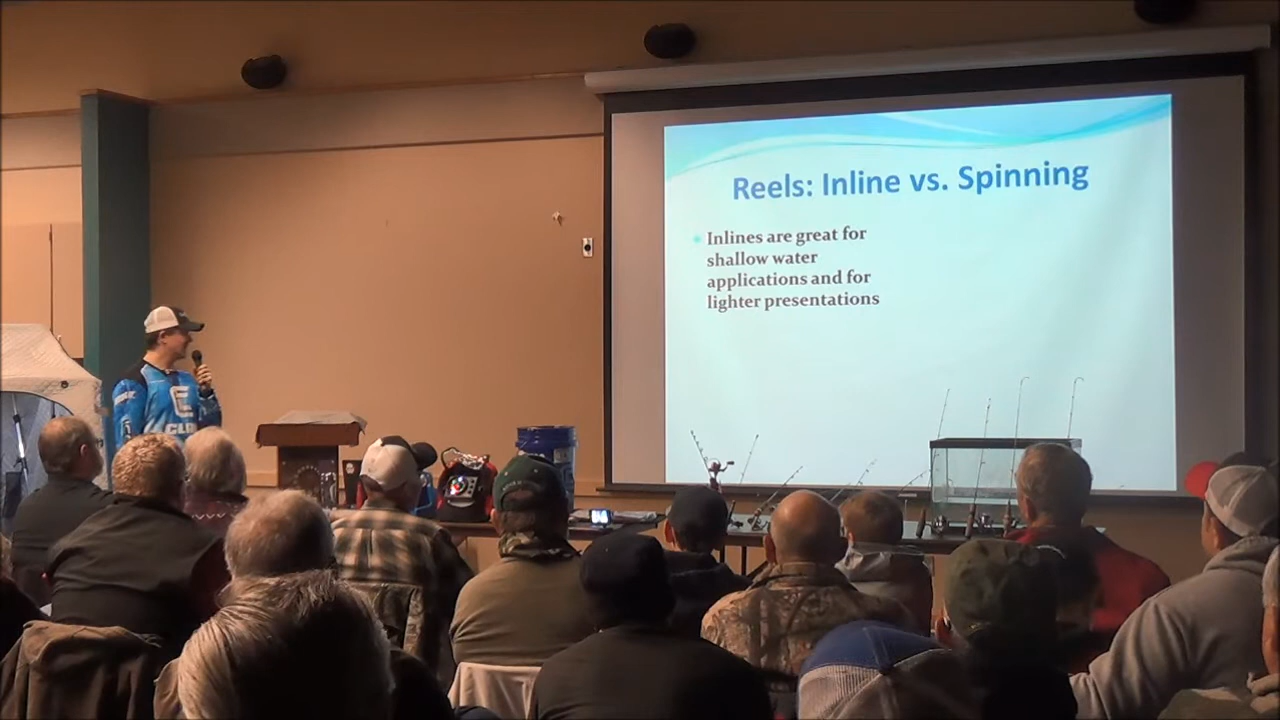 Reels: Inline vs. Spinning
Inlines are great for
shallow water
applications and for
lighter presentations